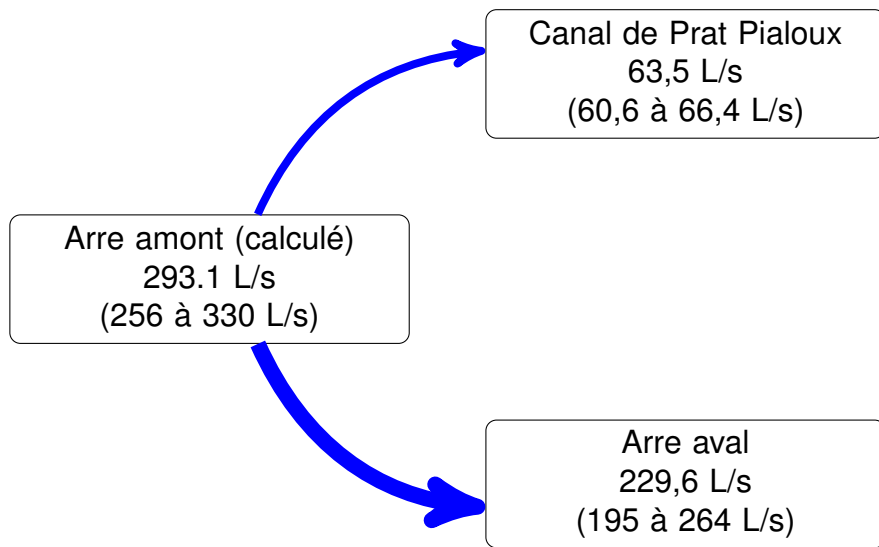 Canal de Prat Pialoux
63,5 L/s
(60,6 à 66,4 L/s)
Arre amont (calculé)
293.1 L/s
(256 à 330 L/s)
Arre aval
229,6 L/s
(195 à 264 L/s)